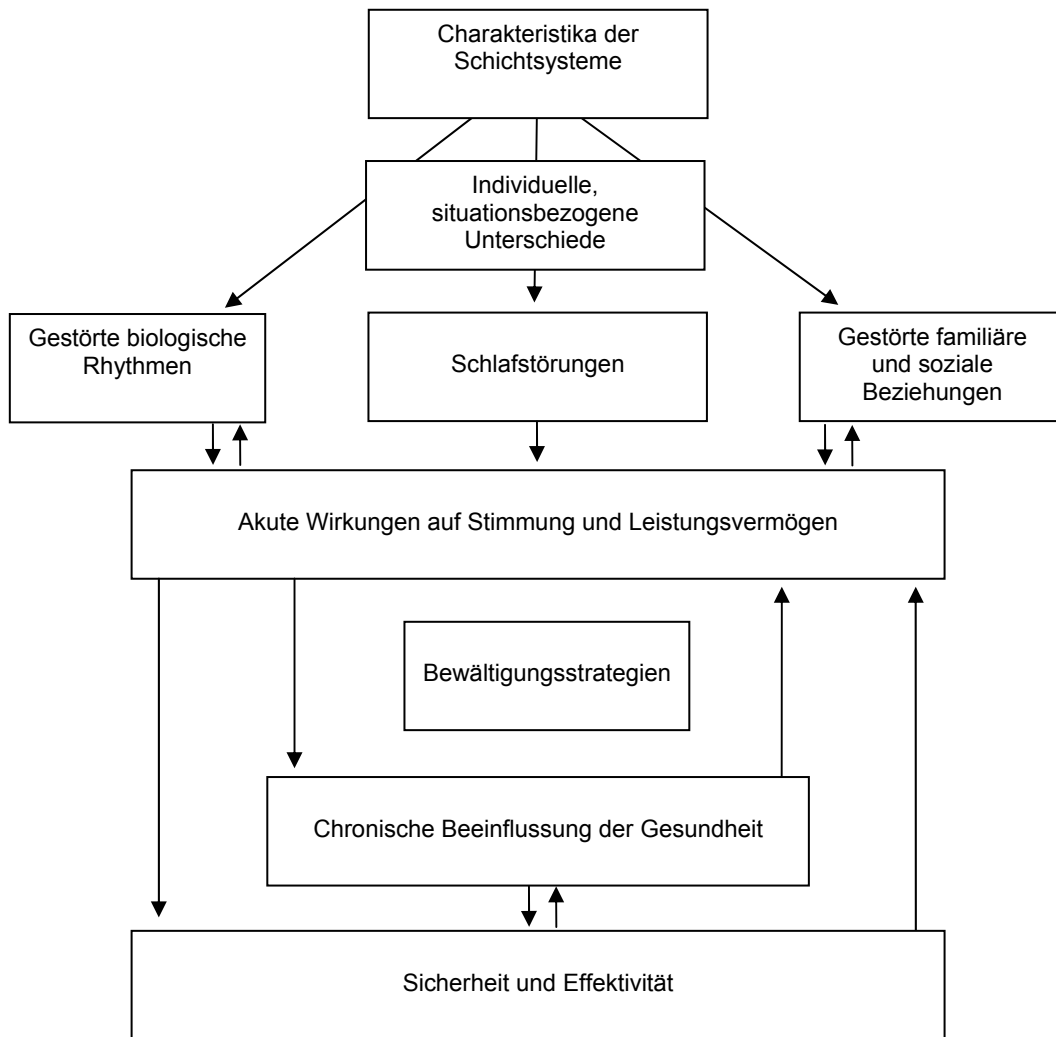 Charakteristika der
Schichtsysteme
Individuelle,
situationsbezogene
Unterschiede
Gestörte biologische
Rhythmen
Schlafstörungen
Gestörte familiäre
und soziale
Beziehungen
Akute Wirkungen auf Stimmung und Leistungsvermögen
Bewältigungsstrategien
Chronische Beeinflussung der Gesundheit
Sicherheit und Effektivität